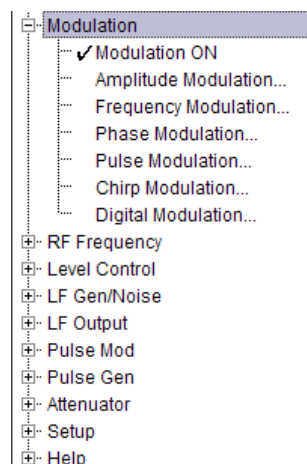 Modulation
Modulation ON
Amplitude Modulation...
Frequency Modulation...
Phase Modulation...
Pulse Modulation...
Chirp Modulation...
Digital Modulation...
RF Frequency
Level Control
LF Gen/Noise
LF Output
Pulse Mod
Pulse Gen
Attenuator
Setup
Help